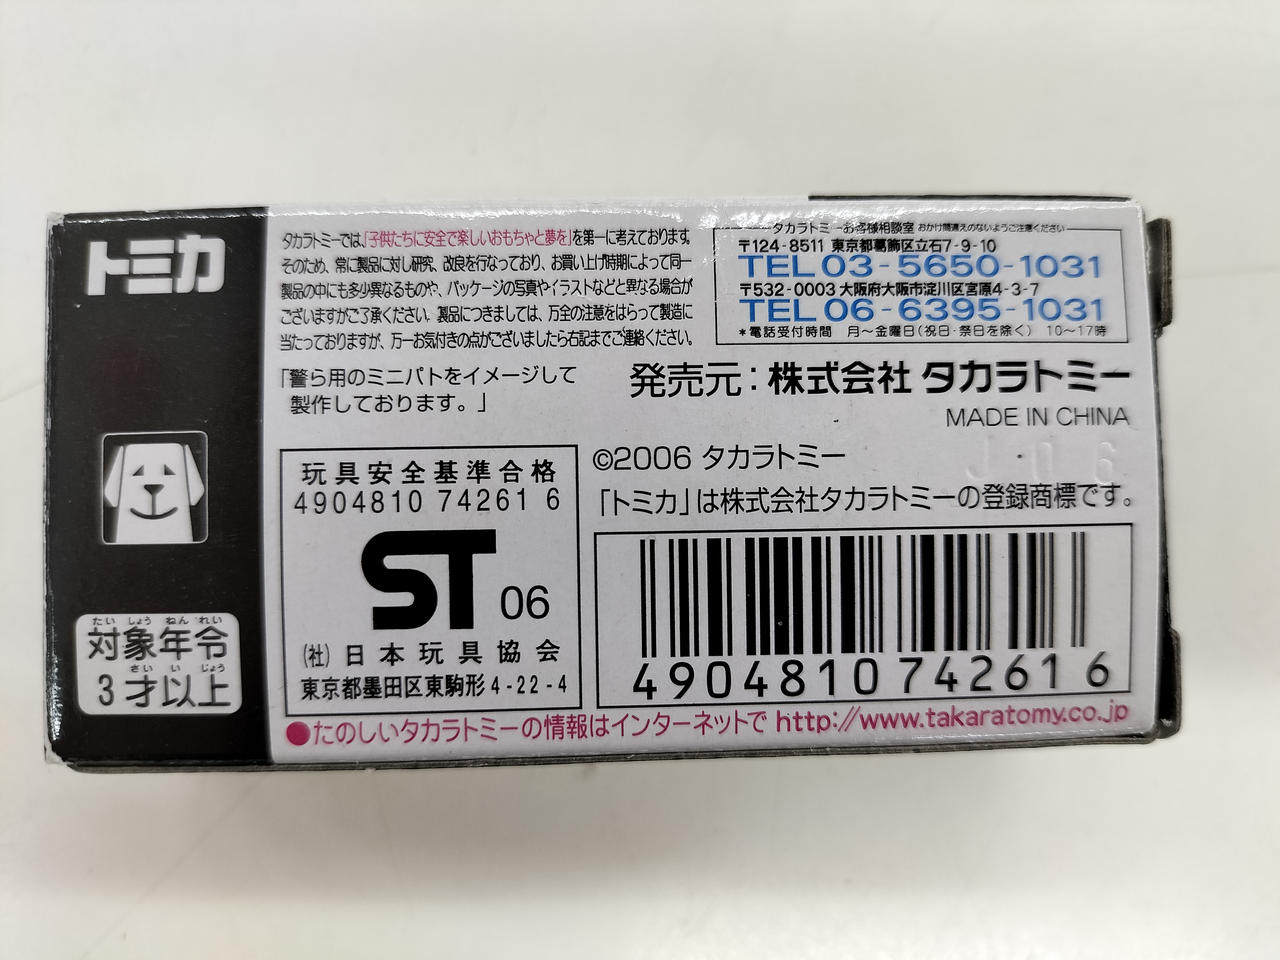 トミカ
対象年令
たいしょうねんれい
3才以上
さいいじょう
タカラトミーでは、「子供たちに安全で楽しいおもちゃと夢を」を第一に考えております。
そのため、常に製品に対し研究、改良を行なっており、お買い上げ時期によって同一
製品の中にも多少異なるものや、パッケージの写真やイラストなどと異なる場合が
ございますがご了承ください。製品につきましては、万全の注意をはらって製造に
当たっておりますが、万一お気付きの点がございましたら右記までご連絡ください。
「警ら用のミニパトをイメージして
製作しております。」
タカラトミーお客様相談室 おかけ間違えのないようご注意ください
〒124-8511 東京都葛飾区立石7-9-10
TEL 03-5650-1031
〒532-0003 大阪府大阪市淀川区宮原4-3-7
TEL 06-6395-1031
*電話受付時間 月~金曜日(祝日・祭日を除く) 10~17時
発売元:株式会社 タカラトミー
MADE IN CHINA
J06
©2006 タカラトミー
「トミカ」は株式会社タカラトミーの登録商標です。
玩具安全基準合格
4904810 74261 6
ST 06
(社)日本玩具協会
東京都墨田区東駒形4-22-4
4904810742616
●たのしいタカラトミーの情報はインターネットで http://www.takaratomy.co.jp